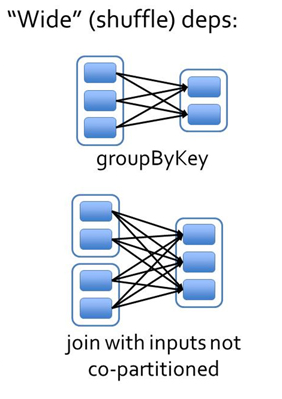 “Wide” (shuffle) deps:
groupByKey
join with inputs not
co-partitioned